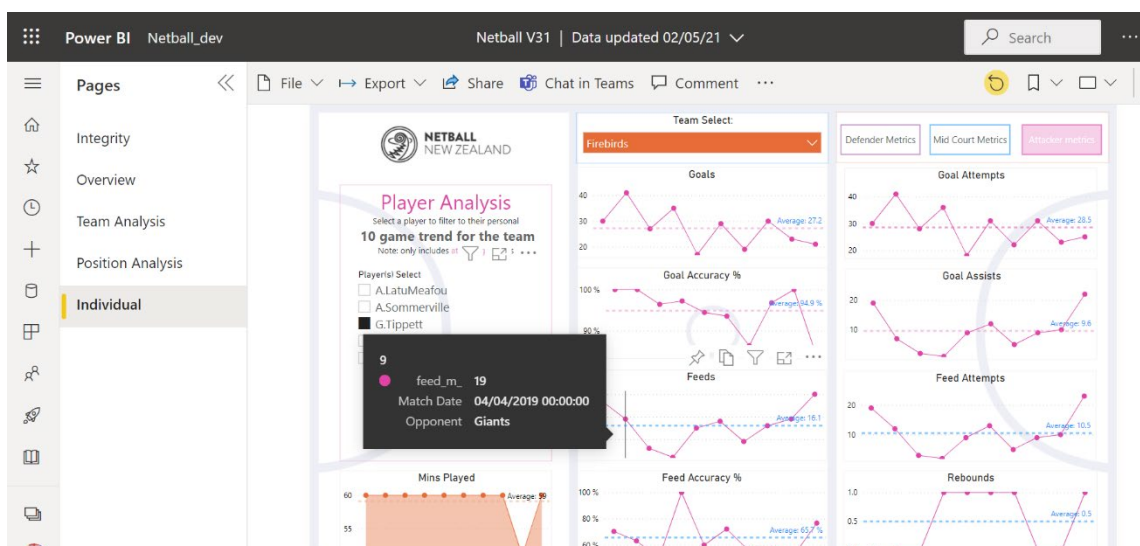 Power BI Netball_dev
Netball V31 | Data updated 02/05/21
Search
Pages
File
Export
Share
Chat in Teams
Comment
Integrity
Overview
Team Analysis
Position Analysis
Individual
NETBALL
NEW ZEALAND
Team Select:
Firebirds
Defender Metrics
Mid Court Metrics
Attacker metrics
Player Analysis
Select a player to filter to their personal
10 game trend for the team
Note: only includes
Player(s) Select
A.LatuMeafou
A.Sommerville
G.Tippett
9
feed_m_ 19
Match Date 04/04/2019 00:00:00
Opponent Giants
Goals
40
30
20
Average: 27.2
Goal Attempts
40
30
20
Average: 28.5
Goal Accuracy %
100 %
90 %
Average: 94.9 %
Goal Assists
20
10
Average: 9.6
Feeds
Average: 16.1
Feed Attempts
20
10
Average: 10.5
Mins Played
60
55
Average: 59
Feed Accuracy %
100 %
80 %
60 %
Average: 65.7 %
Rebounds
1.0
0.5
Average: 0.5